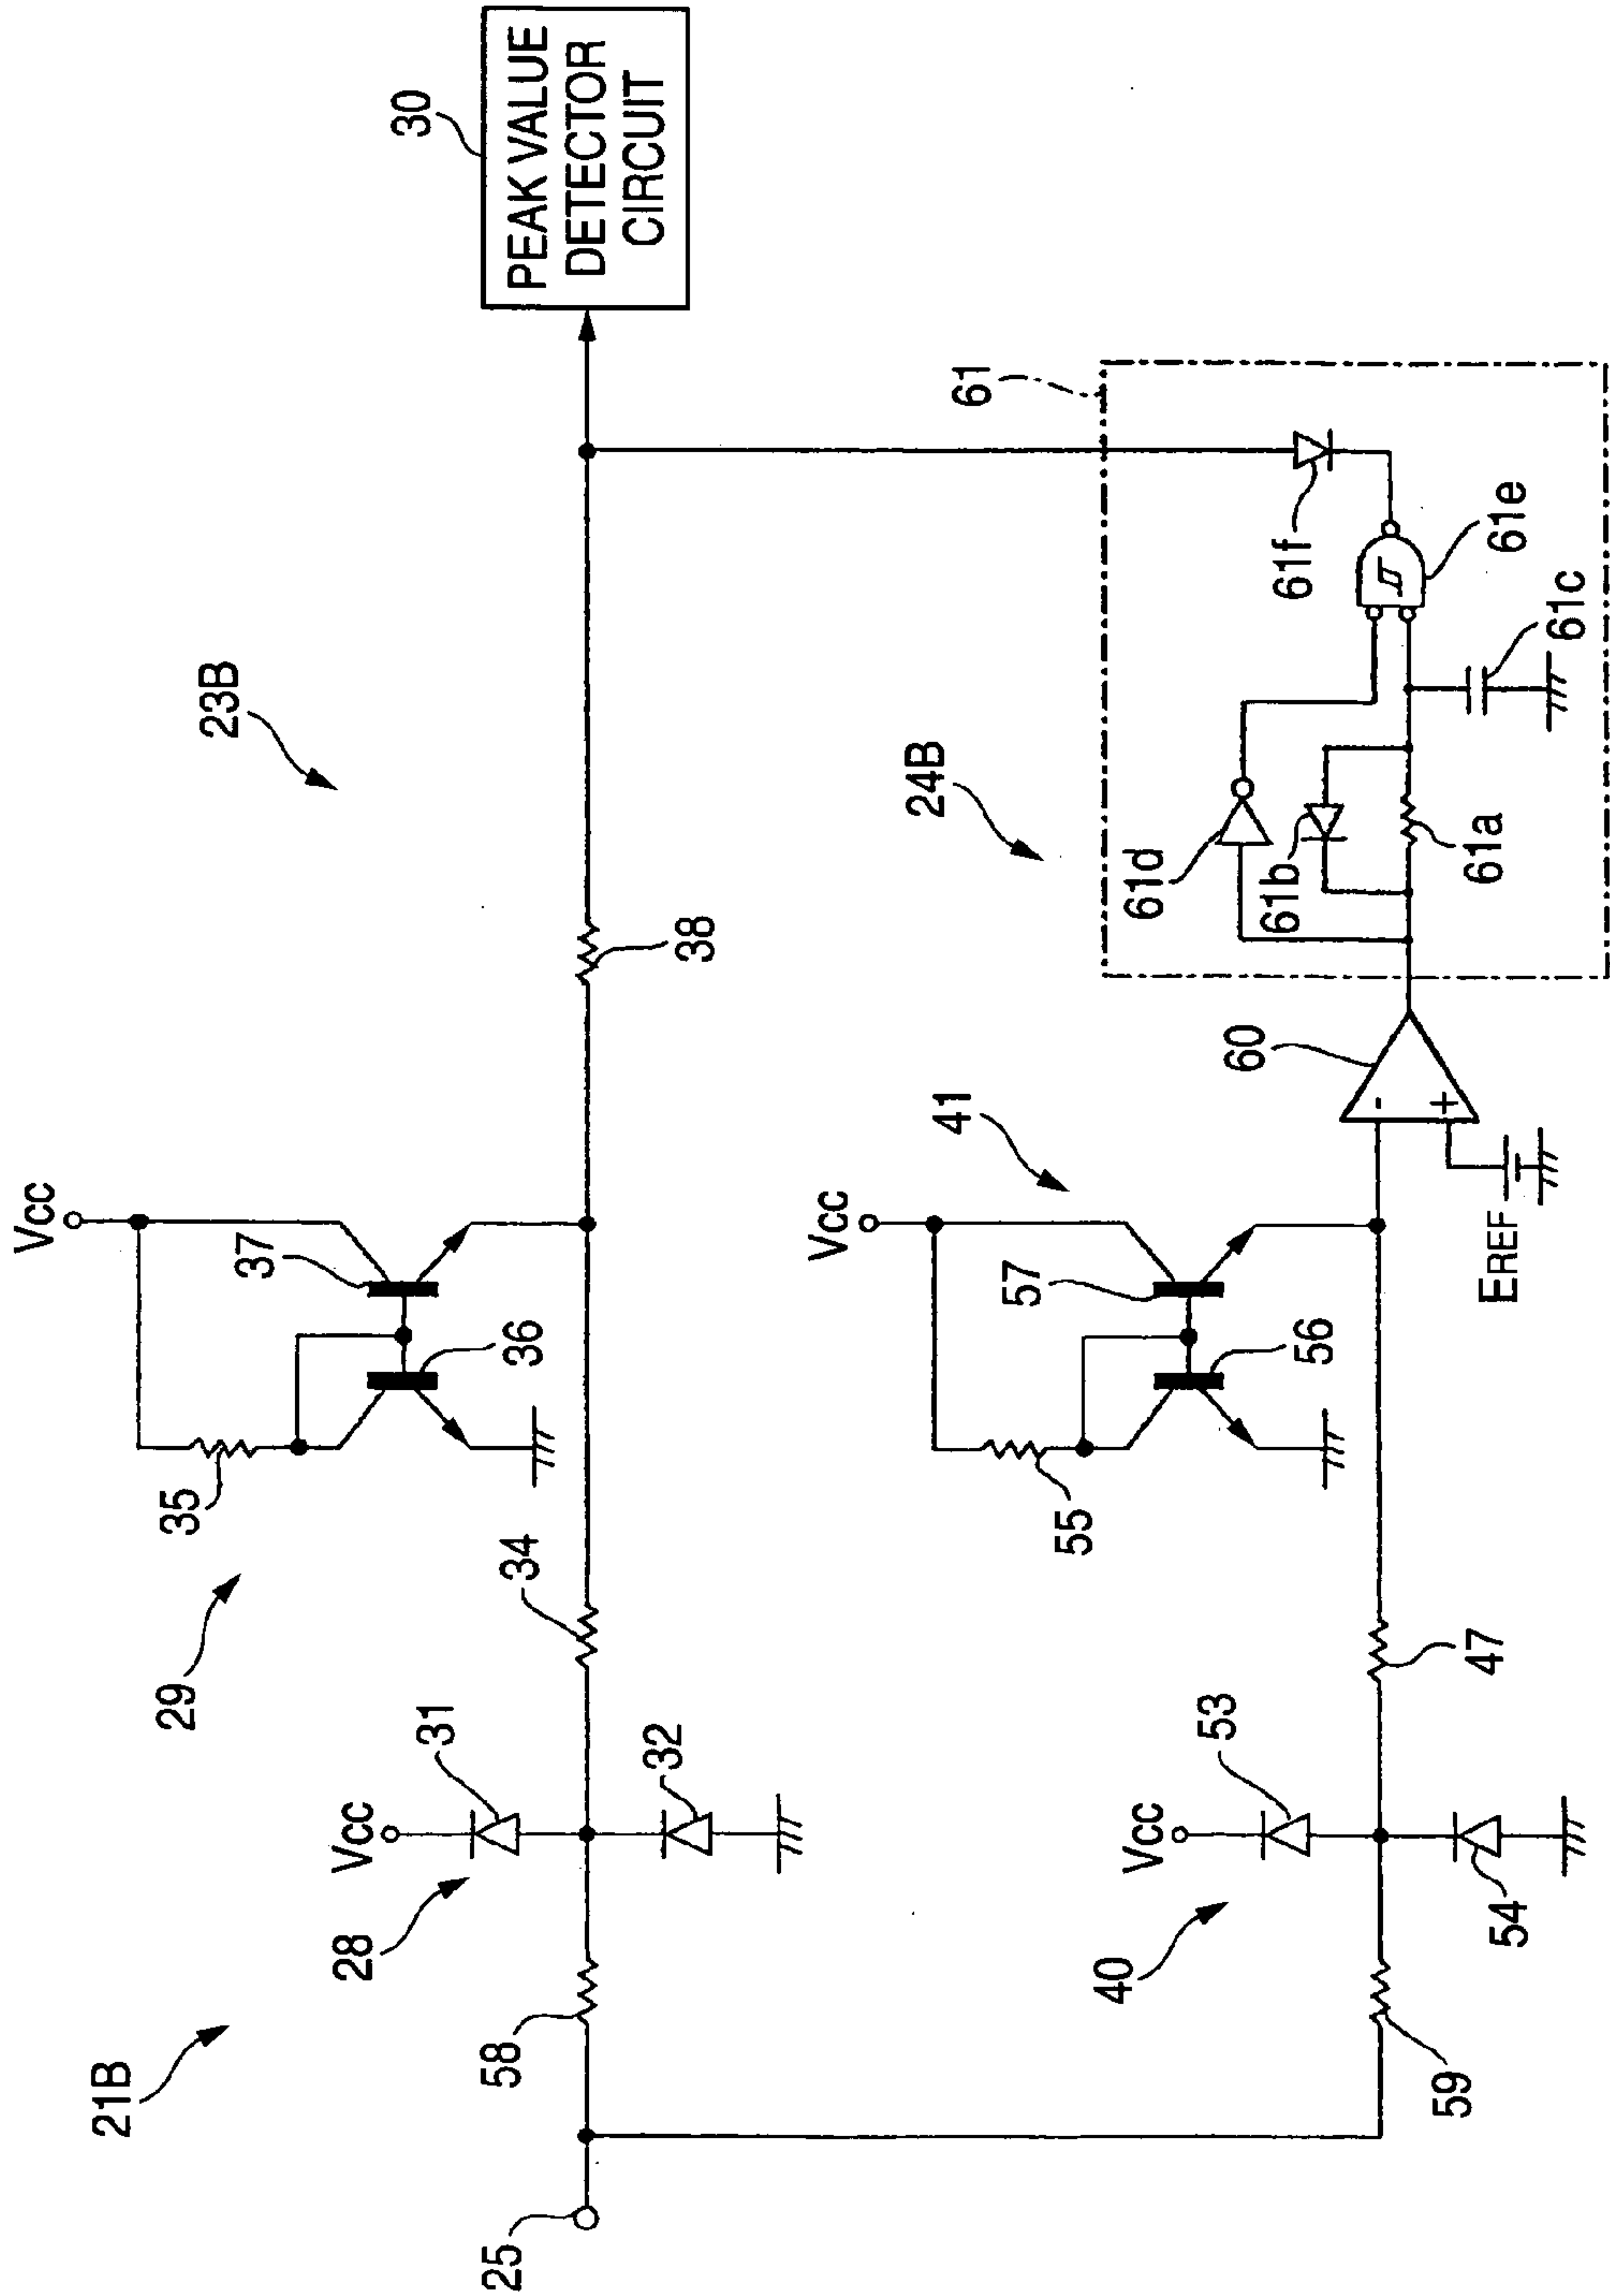 21B
29
23B
30
PEAK VALUE
DETECTOR
CIRCUIT
Vcc
35
37
36
Vcc
31
28
34
38
25
58
32
41
24B
61
Vcc
57
56
55
Vcc
53
40
60
-
+
EREF
61d
61b
61a
61f
61e
61c
59
54
47